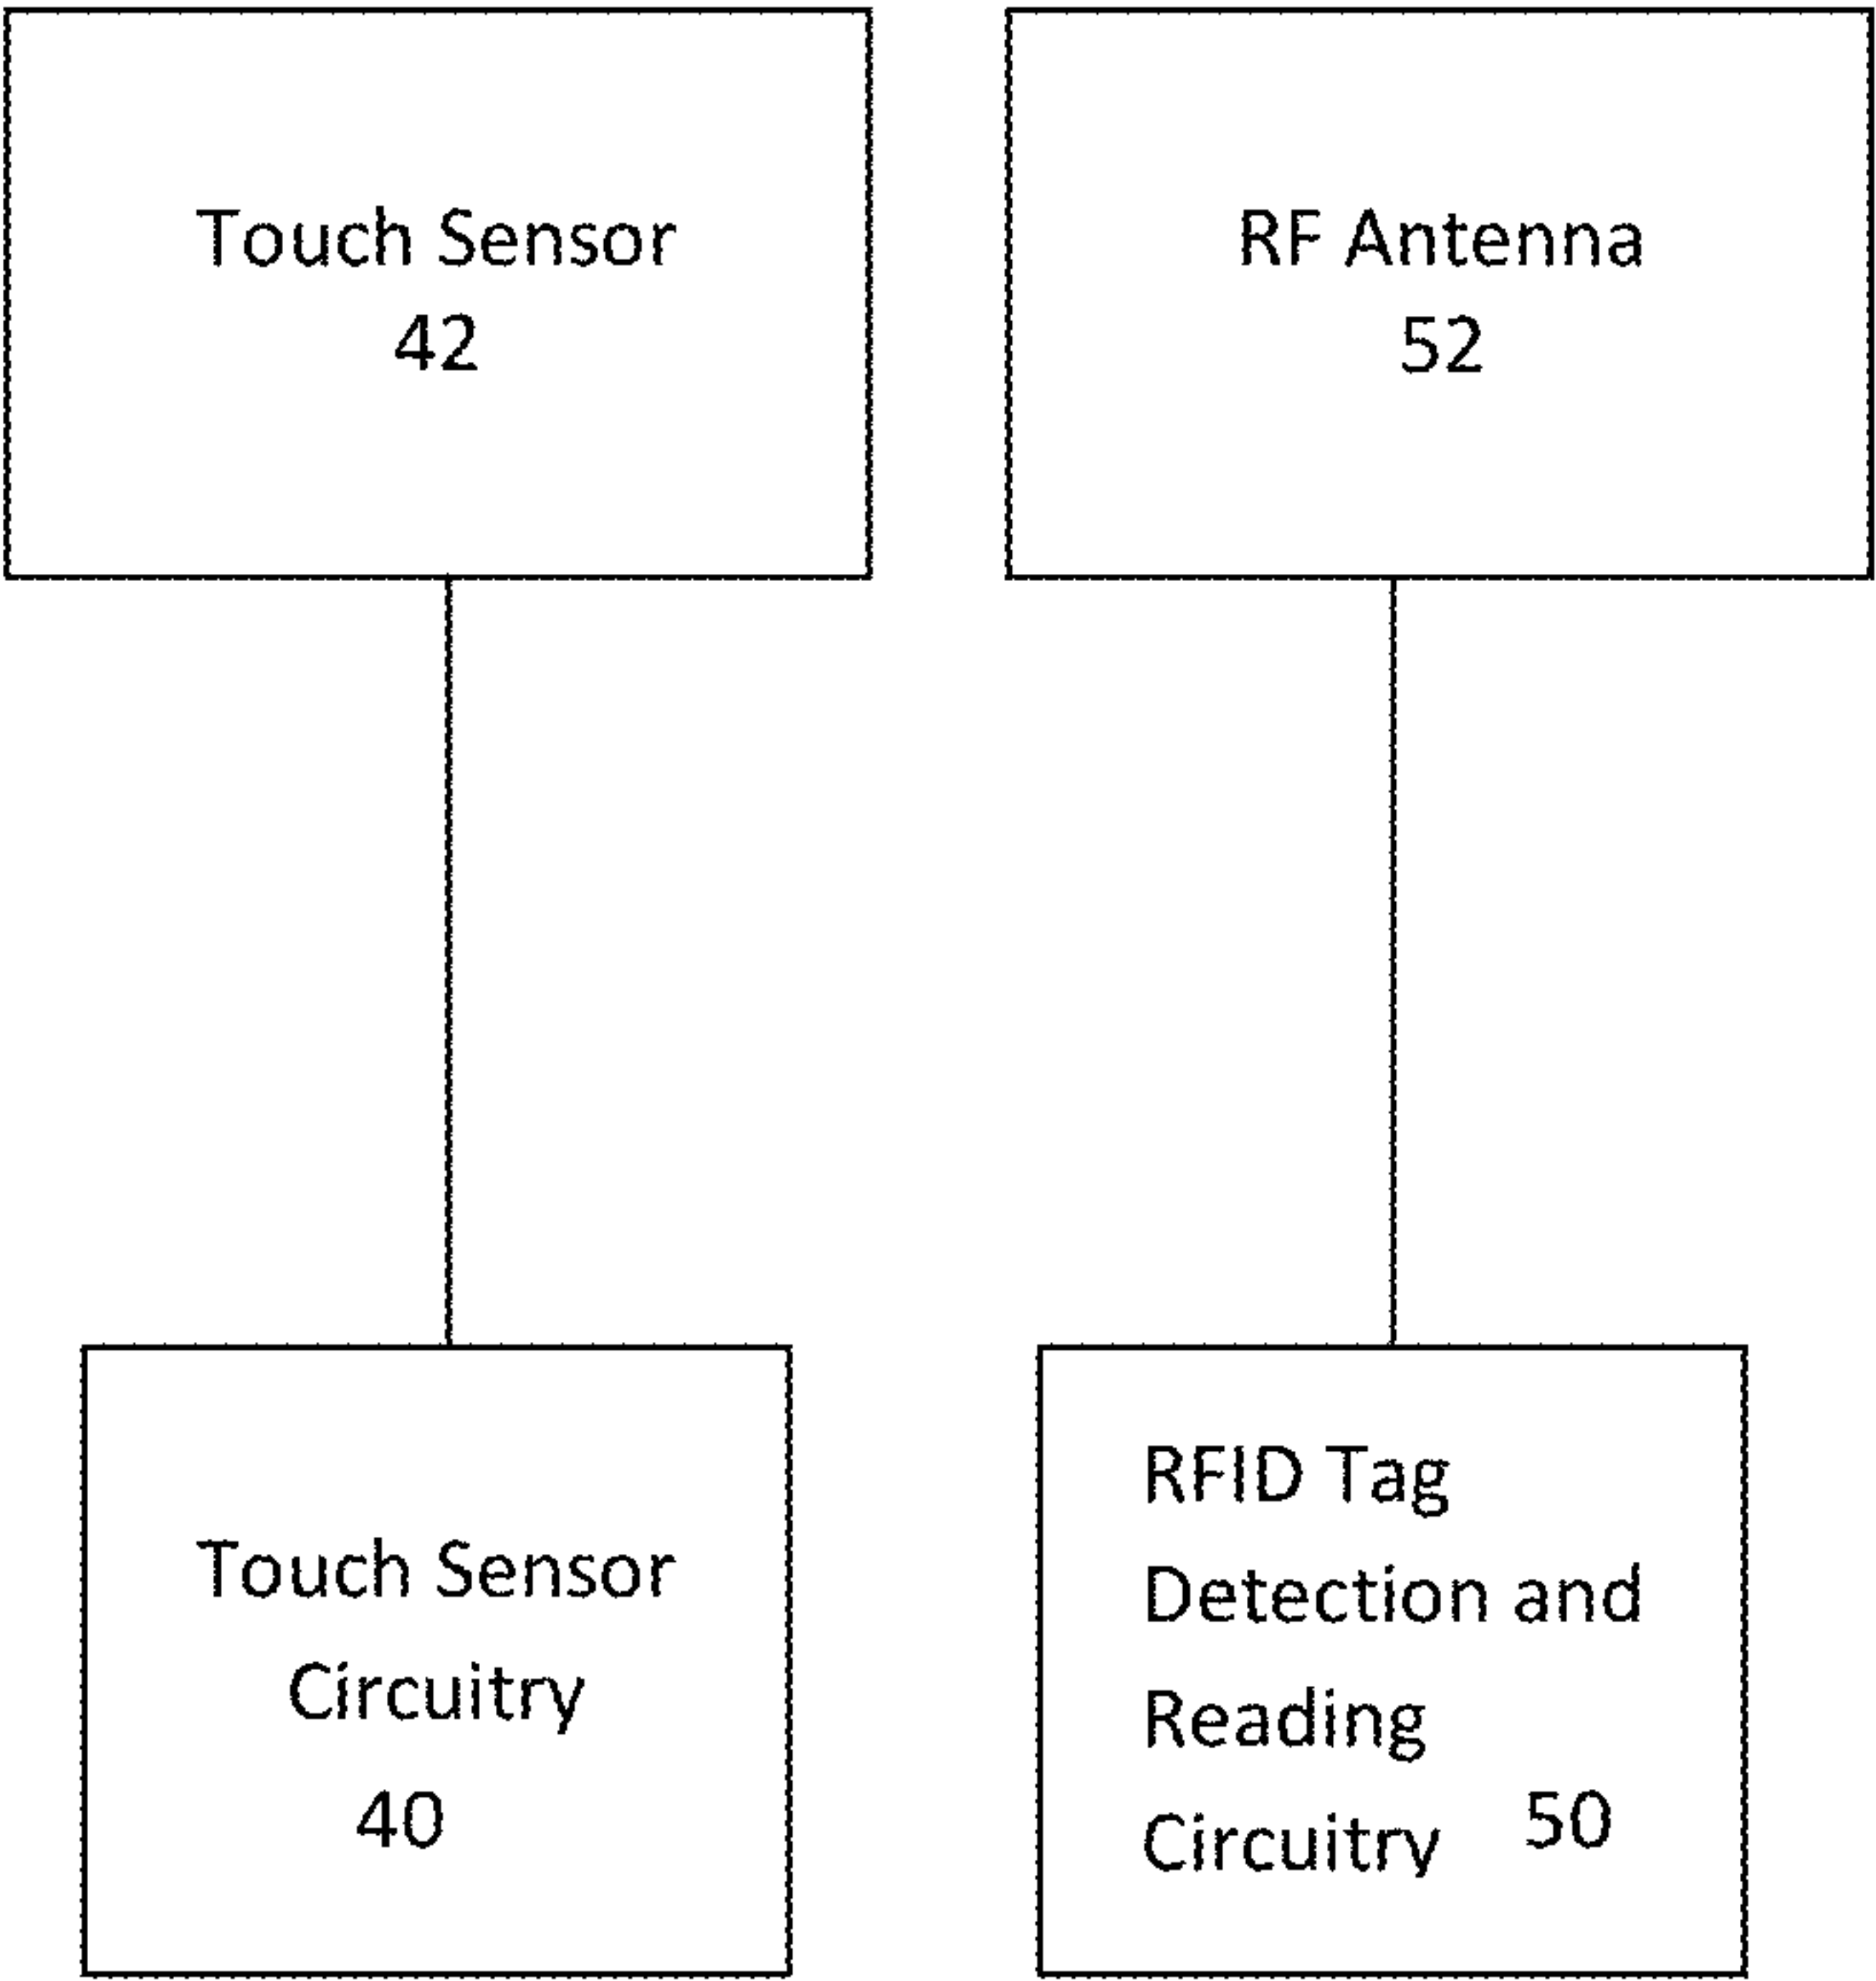 Touch Sensor
42
RF Antenna
52
Touch Sensor
Circuitry
40
RFID Tag
Detection and
Reading
Circuitry 50